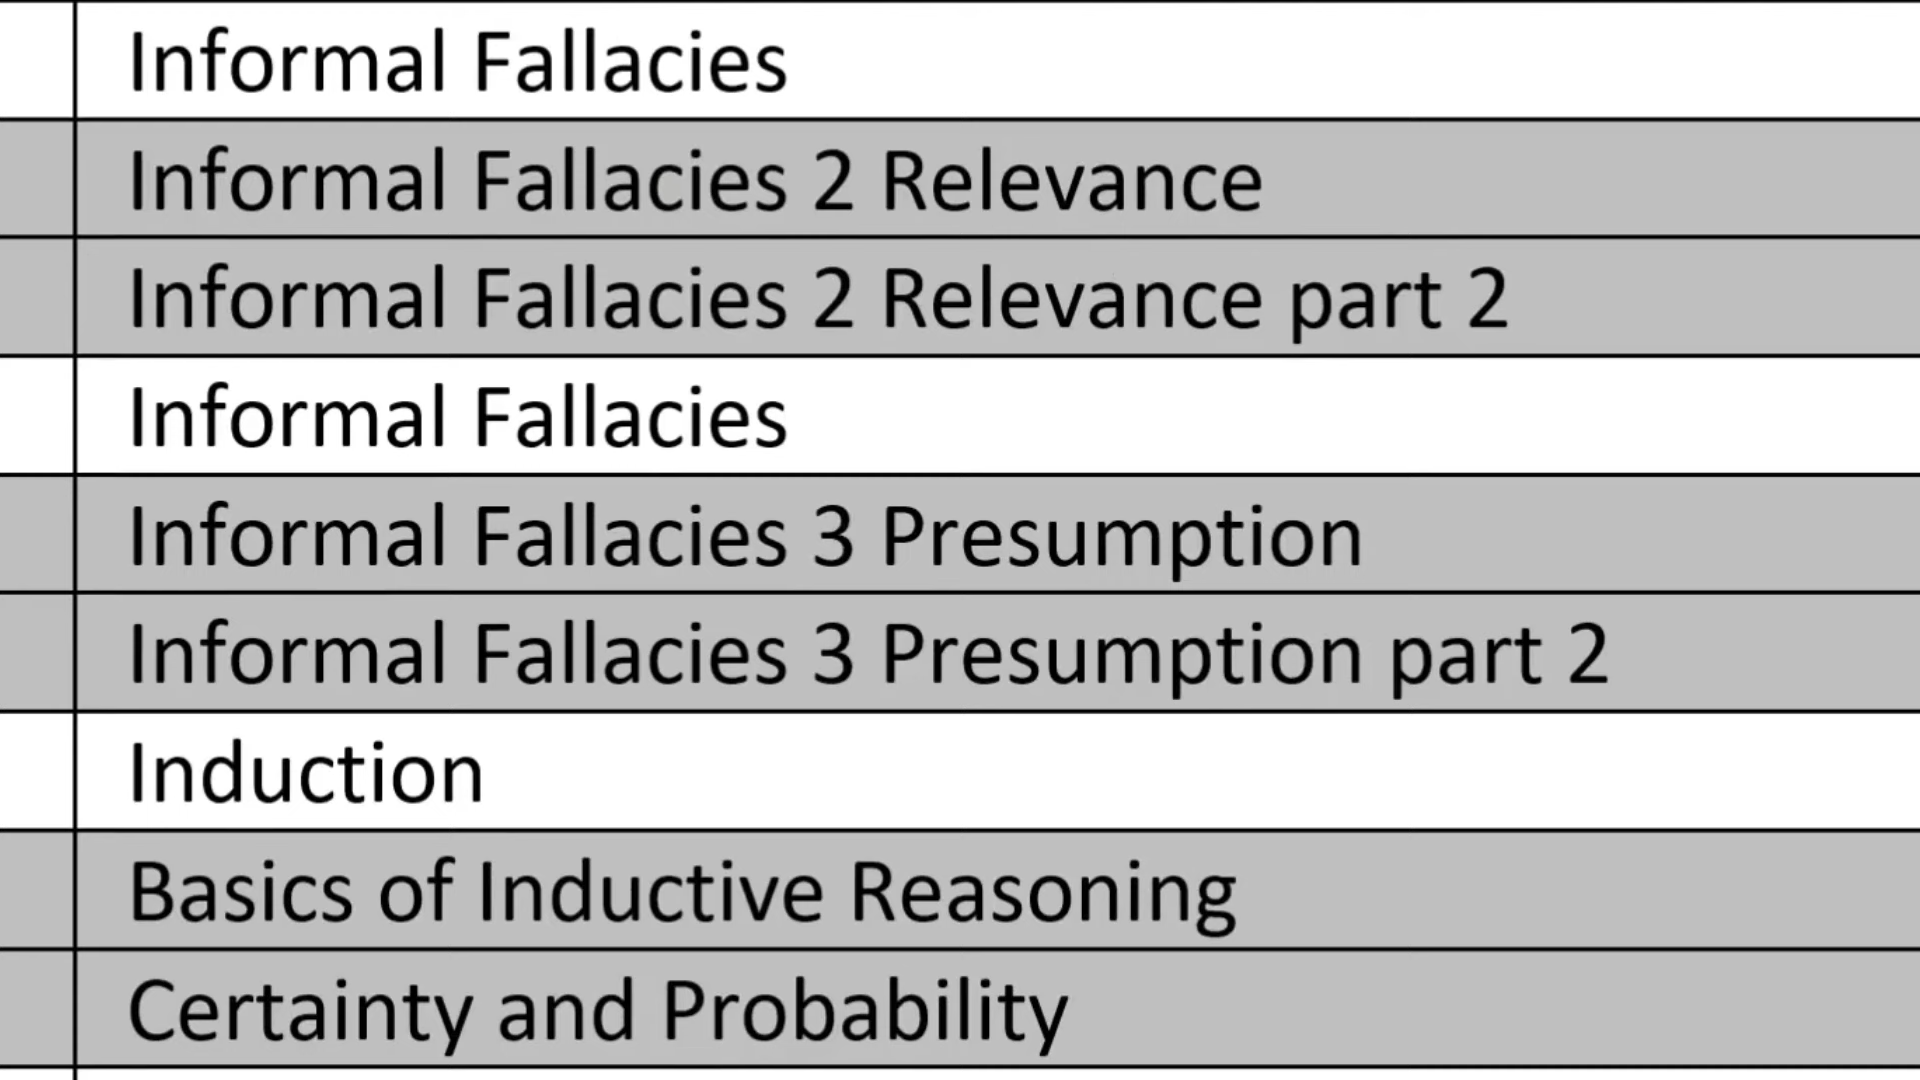 Informal Fallacies
Informal Fallacies 2 Relevance
Informal Fallacies 2 Relevance part 2
Informal Fallacies
Informal Fallacies 3 Presumption
Informal Fallacies 3 Presumption part 2
Induction
Basics of Inductive Reasoning
Certainty and Probability